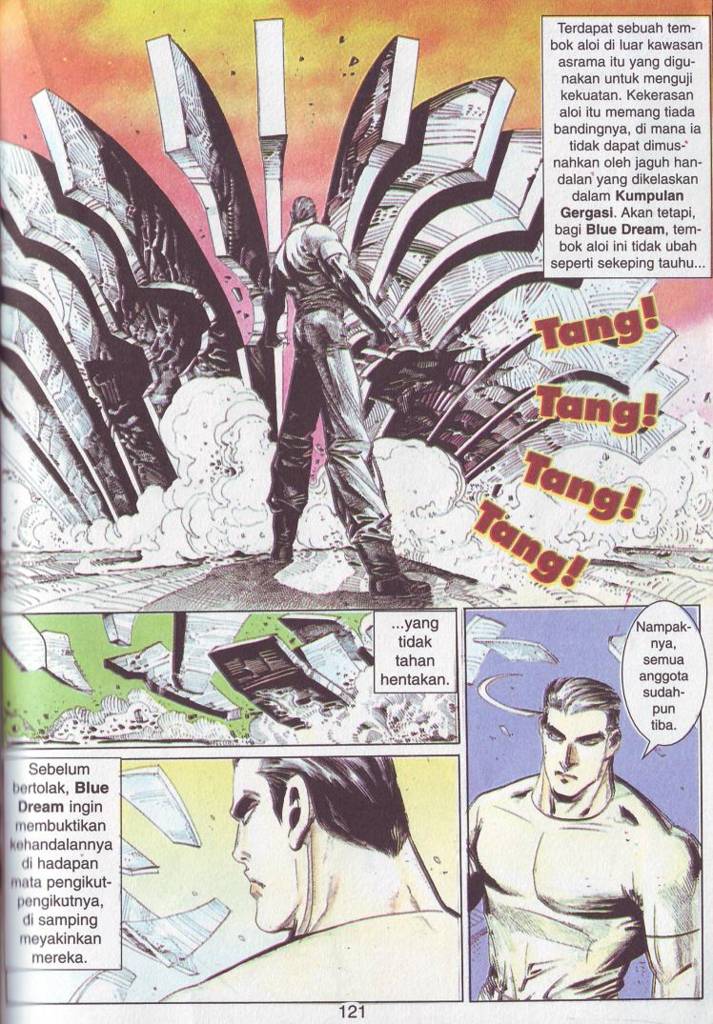 Terdapat sebuah tem-
bok aloi di luar kawasan
asrama itu yang digu-
nakan untuk menguji
kekuatan. Kekerasan
aloi itu memang tiada
bandingnya, di mana ia
tidak dapat dimus-
nahkan oleh jaguh han-
dalan yang dikelaskan
dalam Kumpulan
Gergasi. Akan tetapi,
bagi Blue Dream, tem-
bok aloi ini tidak ubah
seperti sekeping tauhu...
Tang!
Tang!
Tang!
Tang!
...yang
tidak
tahan
hentakan.
Nampak-
nya,
semua
anggota
sudah-
pun
tiba.
Sebelum
bertolak, Blue
Dream ingin
membuktikan
kehandalannya
di hadapan
mata pengikut-
pengikutnya,
di samping
meyakinkan
mereka.
121